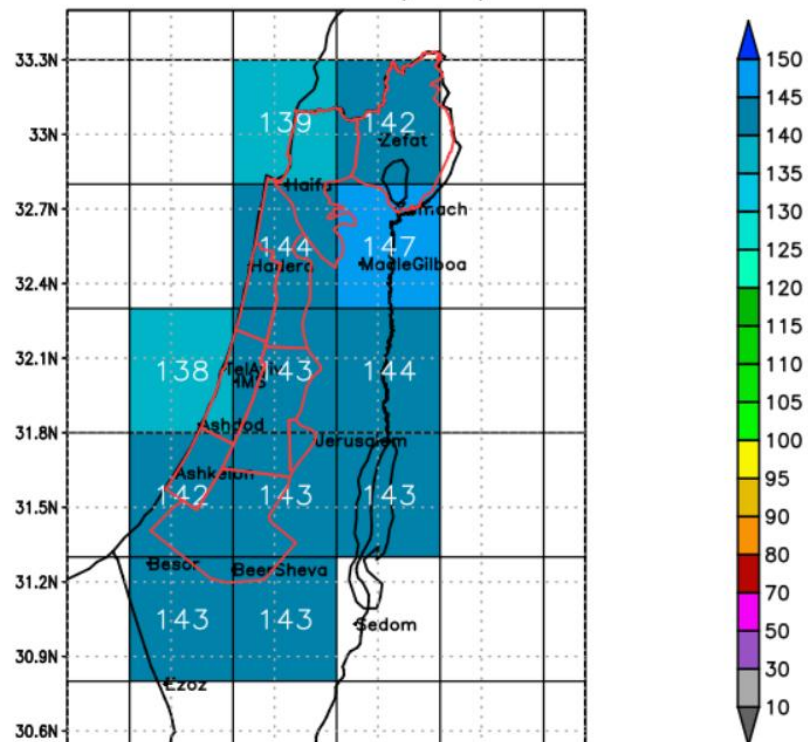 33.3N
150
145
139
142
33N
140
Zefat
135
Haifa
130
32.7N
Zemach
125
144
147
Hadera
MaaleGilboa
120
32.4N
115
110
32.1N
138
TelAviv
143
144
IMS
105
100
Ashdod
31.8N
Jerusalem
95
Ashkelon
142
143
143
90
31.5N
80
Besor
BeerSheva
31.2N
70
143
143
Sedom
50
30.9N
30
Ezoz
10
30.6N